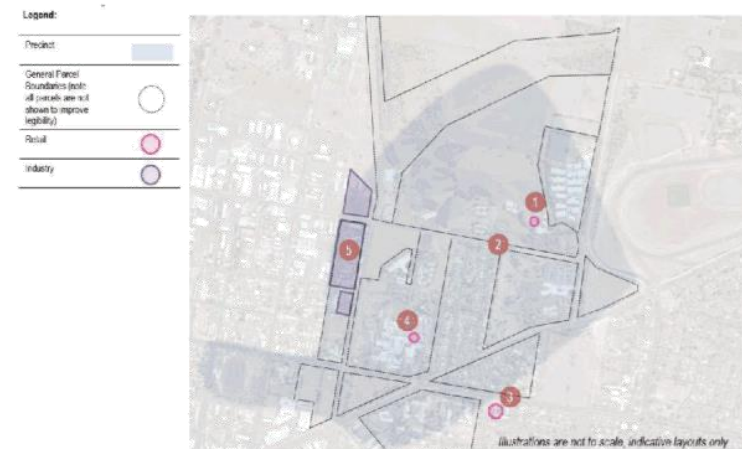 Legend:
Precinct
General Parcel
Boundaries (note
all parcels are not
shown to improve
legibility)
Retail
Industry
1
2
5
4
3
Illustrations are not to scale, indicative layouts only